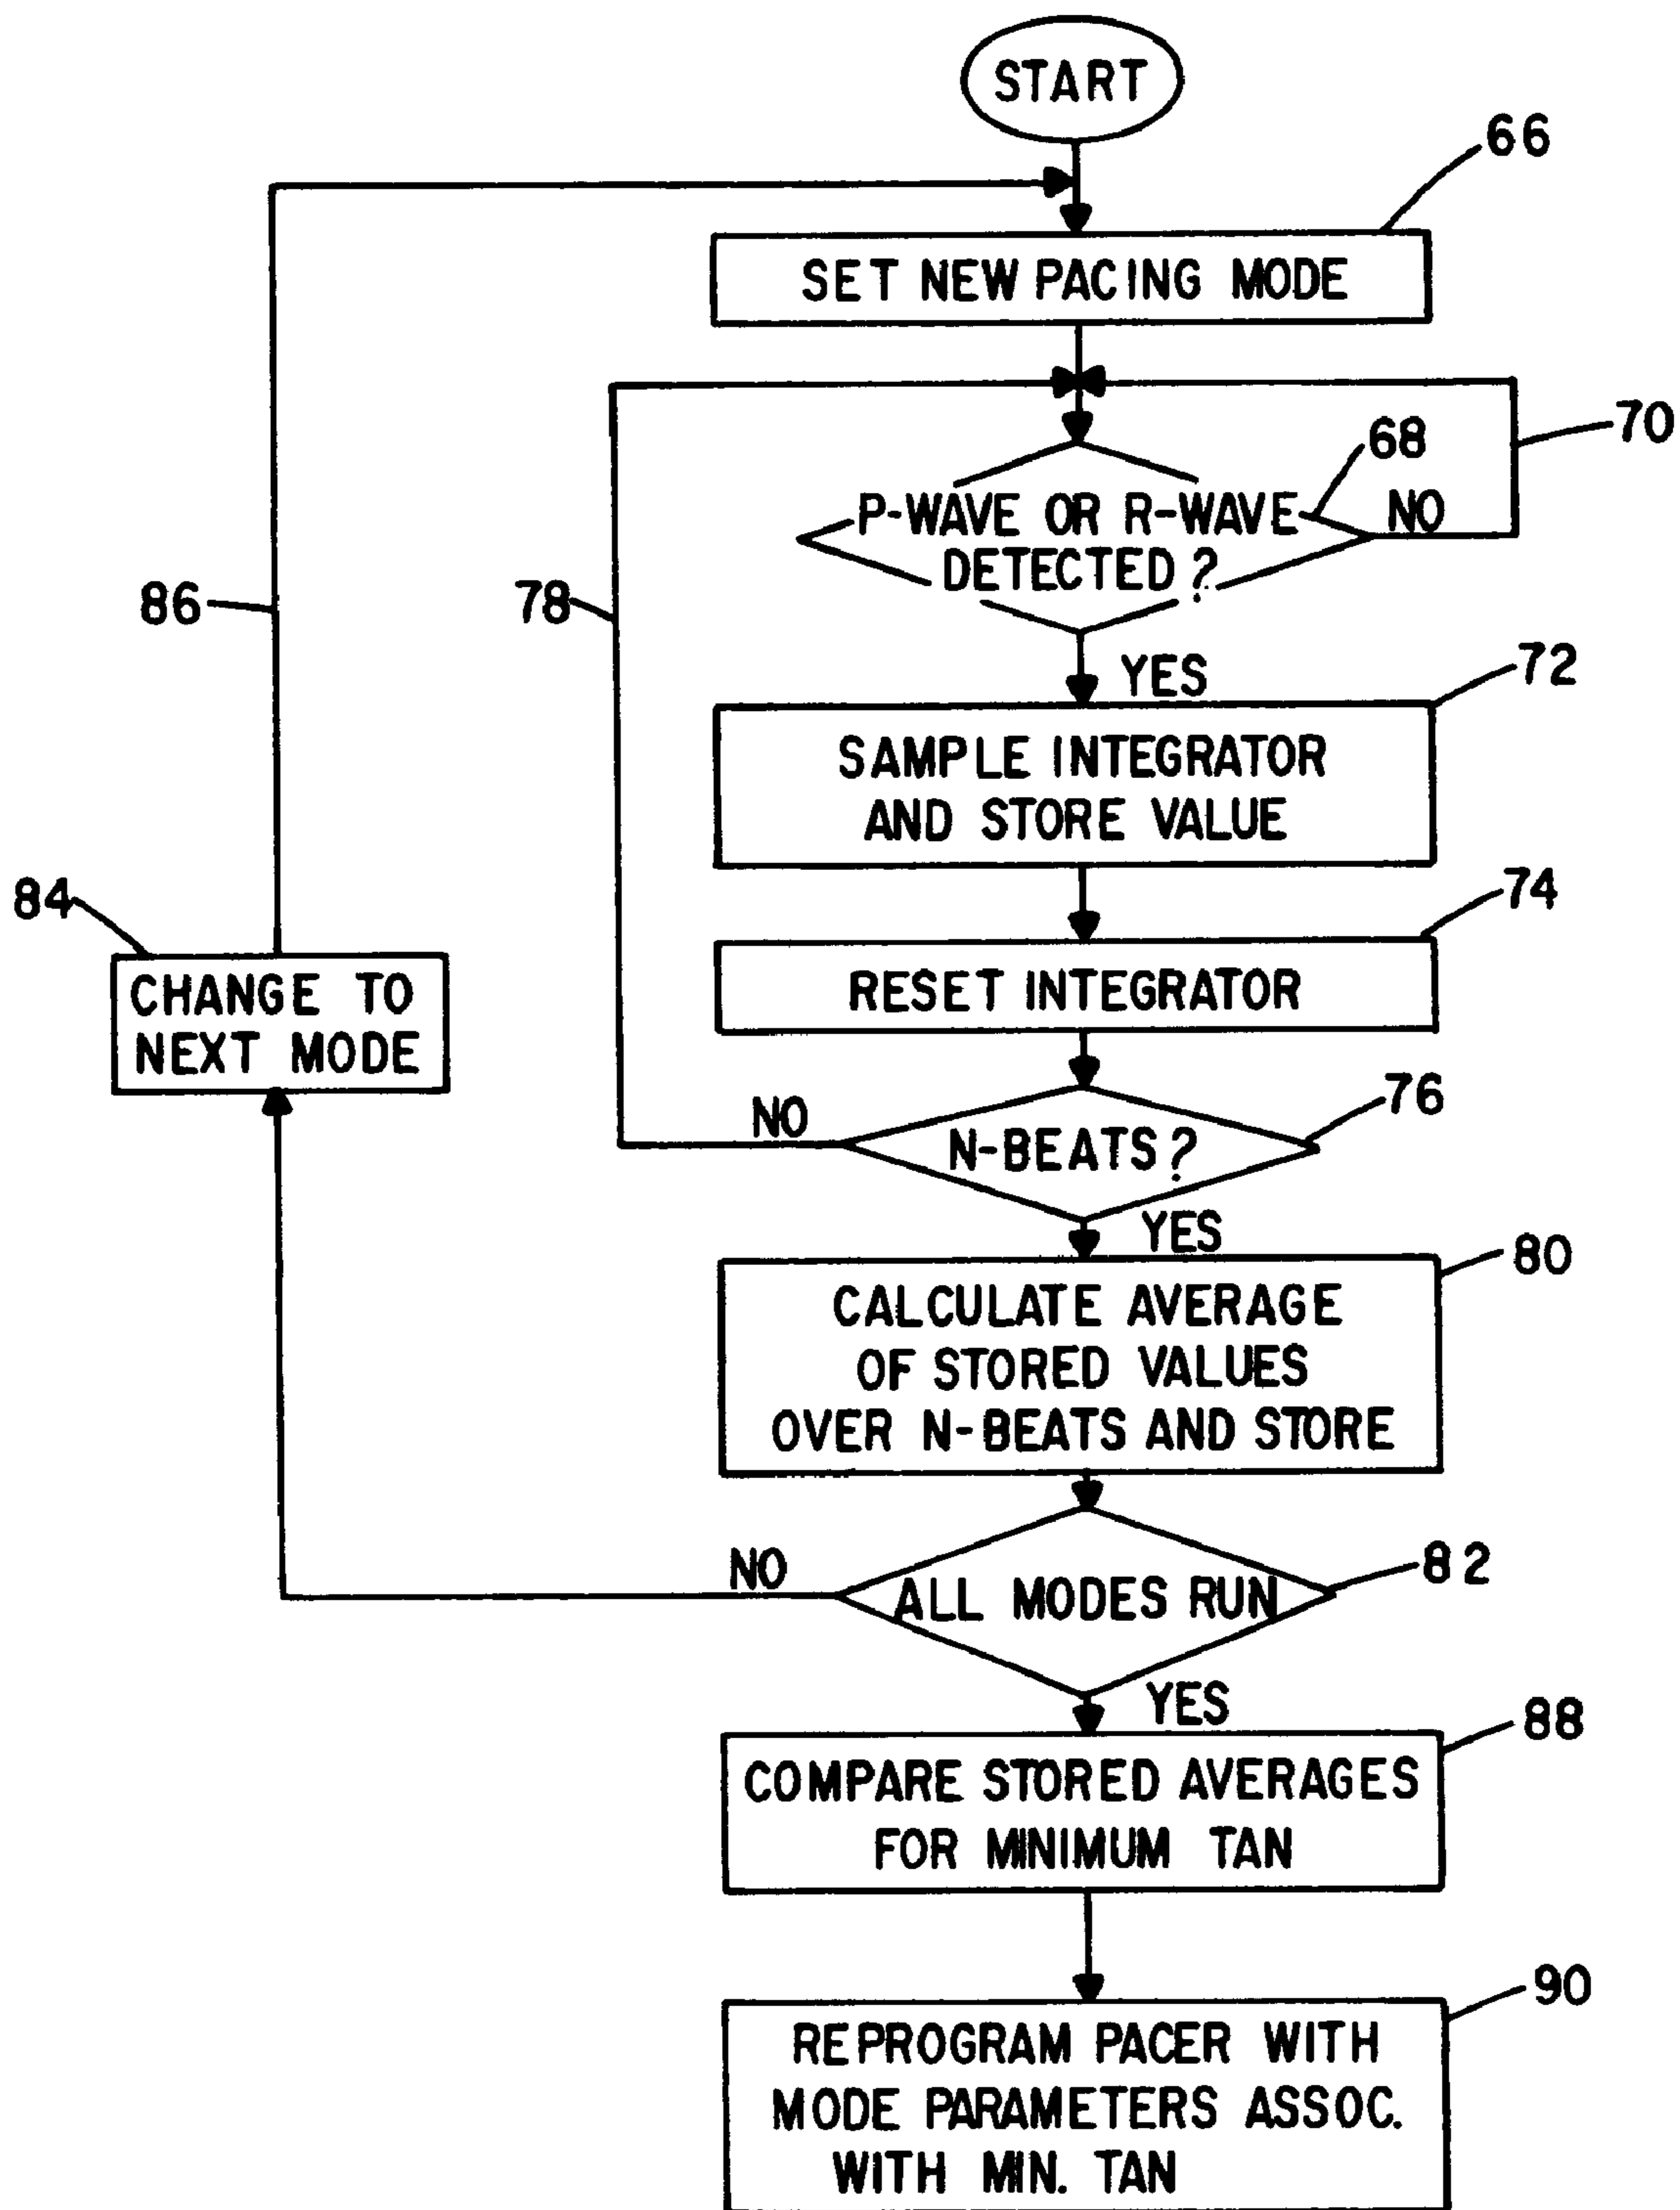 START
66
SET NEW PACING MODE
70
68
P-WAVE OR R-WAVE
DETECTED?
NO
86
78
YES
72
SAMPLE INTEGRATOR
AND STORE VALUE
74
84
RESET INTEGRATOR
CHANGE TO
NEXT MODE
76
NO
N-BEATS?
YES
80
CALCULATE AVERAGE
OF STORED VALUES
OVER N-BEATS AND STORE
NO
82
ALL MODES RUN
YES
88
COMPARE STORED AVERAGES
FOR MINIMUM TAN
90
REPROGRAM PACER WITH
MODE PARAMETERS ASSOC.
WITH MIN. TAN